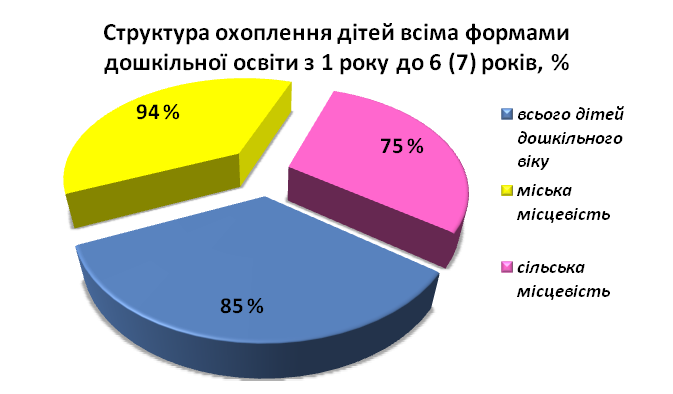 Структура охоплення дітей всіма формами
дошкільної освіти з 1 року до 6 (7) років, %
94 %
75 %
85 %
всього дітей
дошкільного
віку
міська
місцевість
сільська
місцевість